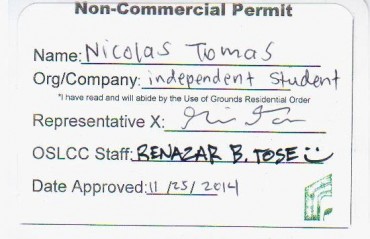 Non-Commercial Permit
Name: Nicolas Tomas
Org/Company: independent Student
*I have read and will abide by the Use of Grounds Residential Order
Representative X:
OSLCC Staff: RENAZAR B. TOSE
Date Approved: 11/25/2014